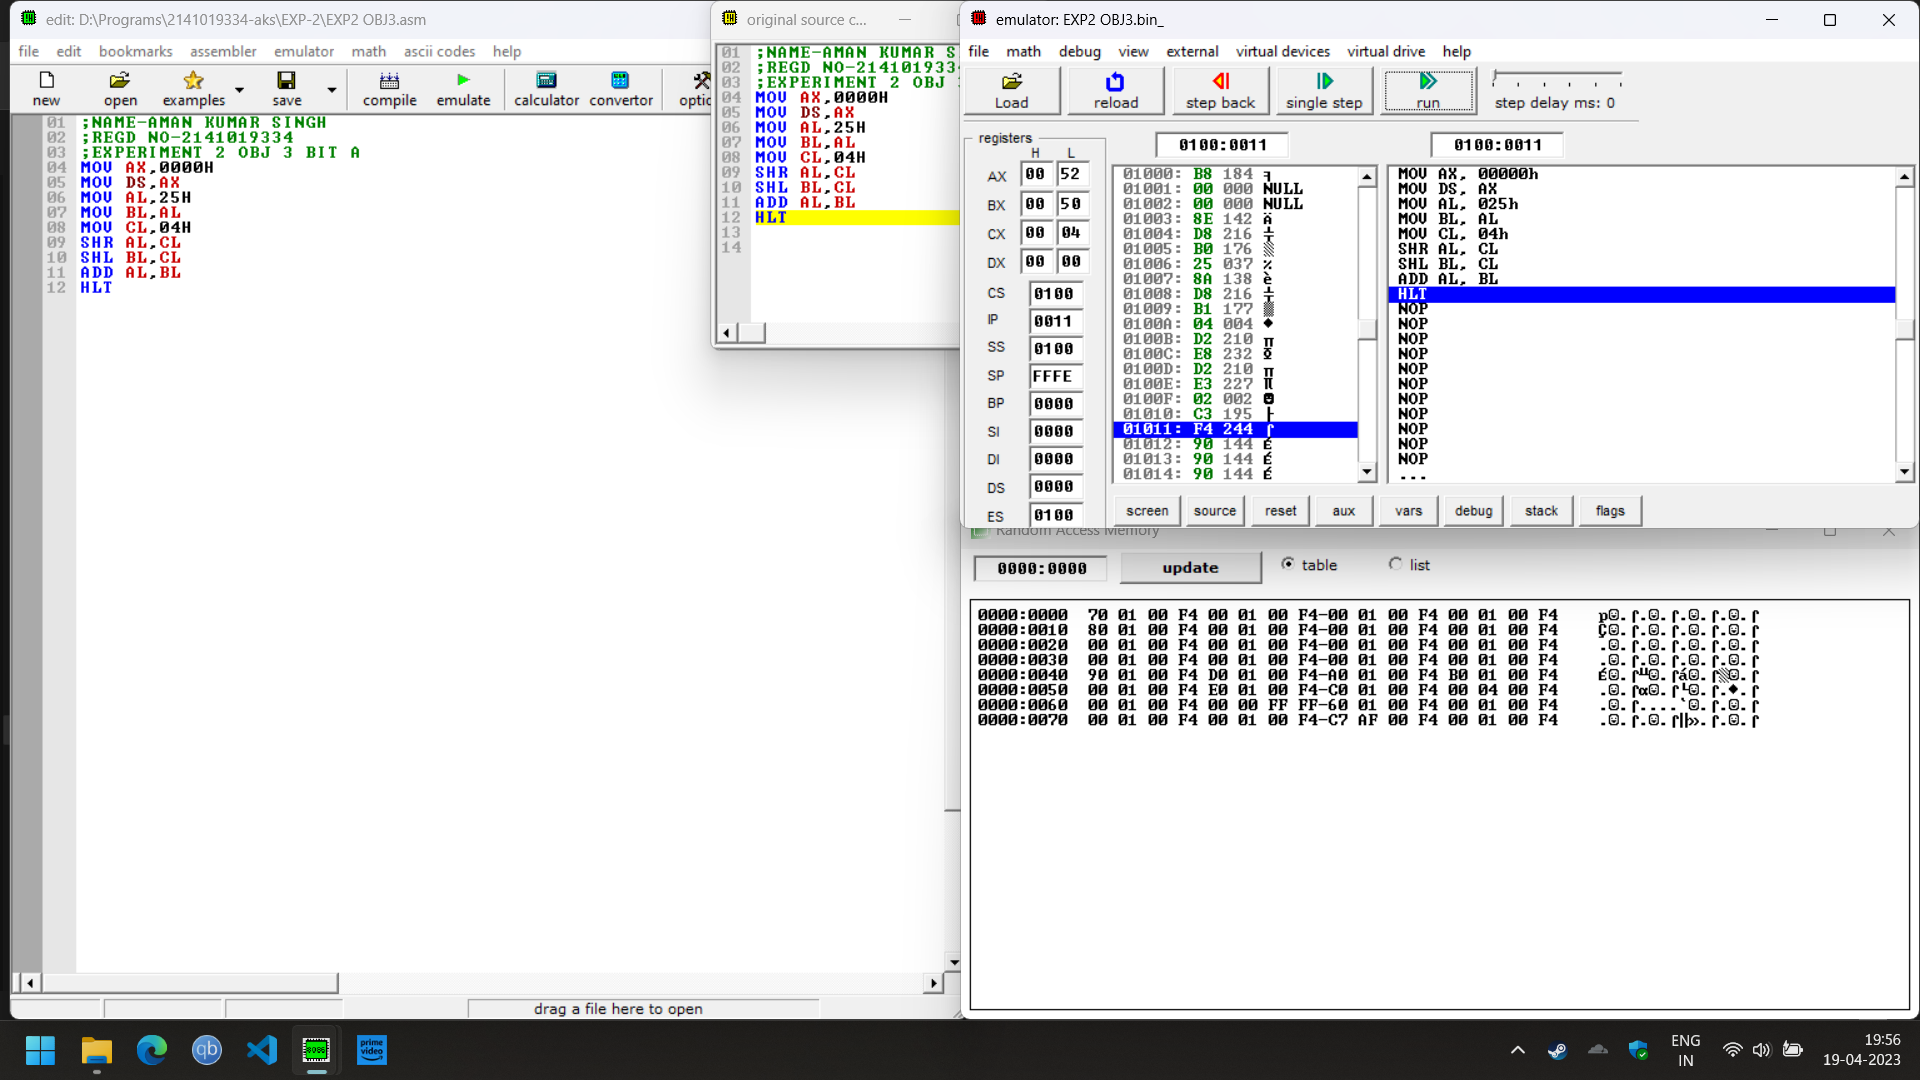 edit: D:\Programs\2141019334-aks\EXP-2\EXP2 OBJ3.asm
file edit bookmarks assembler emulator math ascii codes help
new open examples save compile emulate calculator convertor optic
01 ;NAME-AMAN KUMAR SINGH
02 ;REGD NO-2141019334
03 ;EXPERIMENT 2 OBJ 3 BIT A
04 MOV AX,0000H
05 MOV DS,AX
06 MOV AL,25H
07 MOV BL,AL
08 MOV CL,04H
09 SHR AL,CL
10 SHL BL,CL
11 ADD AL,BL
12 HLT
drag a file here to open
original source c...
01 ;NAME-AMAN KUMAR S
02 ;REGD NO-214101933
03 ;EXPERIMENT 2 OBJ
04 MOV AX,0000H
05 MOV DS,AX
06 MOV AL,25H
07 MOV BL,AL
08 MOV CL,04H
09 SHR AL,CL
10 SHL BL,CL
11 ADD AL,BL
12 HLT
13
14
emulator: EXP2 OBJ3.bin_
file math debug view external virtual devices virtual drive help
Load reload step back single step run step delay ms: 0
registers
H L
AX 00 52
BX 00 50
CX 00 04
DX 00 00
CS 0100
IP 0011
SS 0100
SP FFFE
BP 0000
SI 0000
DI 0000
DS 0000
ES 0100
0100:0011
01000: B8 184 ╕
01001: 00 000 NULL
01002: 00 000 NULL
01003: 8E 142 Ä
01004: D8 216 ╪
01005: B0 176 ░
01006: 25 037 %
01007: 8A 138 è
01008: D8 216 ╪
01009: B1 177 ▒
0100A: 04 004 ♦
0100B: D2 210 ╥
0100C: E8 232 Φ
0100D: D2 210 ╥
0100E: E3 227 π
0100F: 02 002 ☻
01010: C3 195 ├
01011: F4 244 ⌠
01012: 90 144 É
01013: 90 144 É
01014: 90 144 É
0100:0011
MOV AX, 00000h
MOV DS, AX
MOV AL, 025h
MOV BL, AL
MOV CL, 04h
SHR AL, CL
SHL BL, CL
ADD AL, BL
HLT
NOP
NOP
NOP
NOP
NOP
NOP
NOP
NOP
NOP
NOP
NOP
...
screen source reset aux vars debug stack flags
Random Access Memory
0000:0000 update table list
0000:0000 70 01 00 F4 00 01 00 F4-00 01 00 F4 00 01 00 F4 p☺.⌠.☺.⌠.☺.⌠.☺.⌠
0000:0010 80 01 00 F4 00 01 00 F4-00 01 00 F4 00 01 00 F4 Ç☺.⌠.☺.⌠.☺.⌠.☺.⌠
0000:0020 00 01 00 F4 00 01 00 F4-00 01 00 F4 00 01 00 F4 .☺.⌠.☺.⌠.☺.⌠.☺.⌠
0000:0030 00 01 00 F4 00 01 00 F4-00 01 00 F4 00 01 00 F4 .☺.⌠.☺.⌠.☺.⌠.☺.⌠
0000:0040 90 01 00 F4 D0 01 00 F4-A0 01 00 F4 B0 01 00 F4 É☺.⌠╨☺.⌠á☺.⌠░☺.⌠
0000:0050 00 01 00 F4 E0 01 00 F4-C0 01 00 F4 00 04 00 F4 .☺.⌠α☺.⌠└☺.⌠.♦.⌠
0000:0060 00 01 00 F4 00 00 FF FF-60 01 00 F4 00 01 00 F4 .☺.⌠....`☺.⌠.☺.⌠
0000:0070 00 01 00 F4 00 01 00 F4-C7 AF 00 F4 00 01 00 F4 .☺.⌠.☺.⌠╟».⌠.☺.⌠
qb
8086
prime video
ENG
IN
19:56
19-04-2023